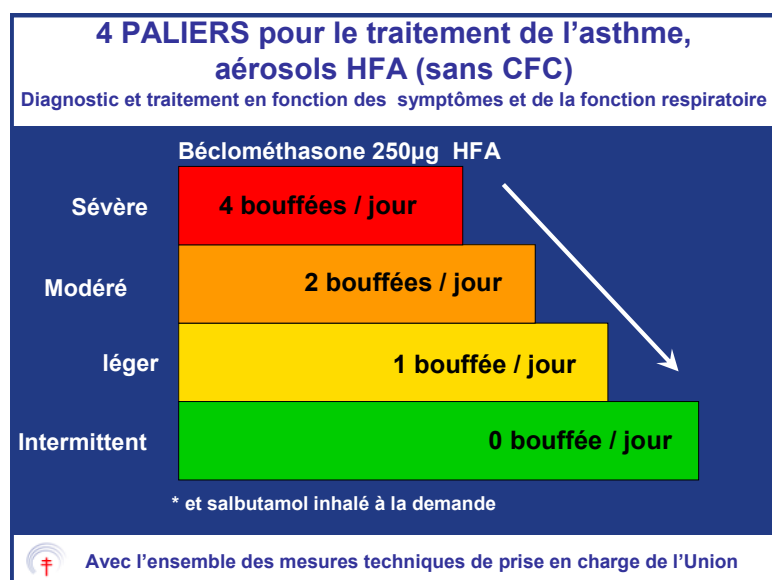 4 PALIERS pour le traitement de l’asthme,
aérosols HFA (sans CFC)
Diagnostic et traitement en fonction des symptômes et de la fonction respiratoire
Béclométhasone 250µg HFA
Sévère
4 bouffées / jour
Modéré
2 bouffées / jour
léger
1 bouffée / jour
Intermittent
0 bouffée / jour
* et salbutamol inhalé à la demande
Avec l’ensemble des mesures techniques de prise en charge de l’Union